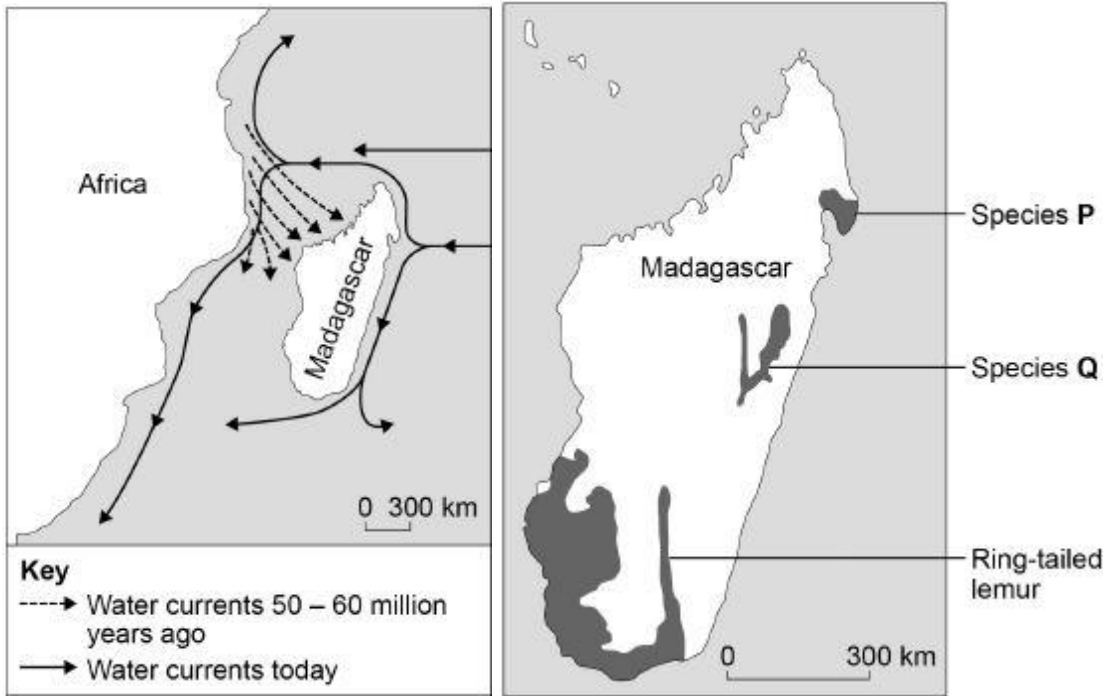 Africa
Madagascar
0 300 km
Key
Water currents 50 – 60 million
years ago
Water currents today
Madagascar
Species P
Species Q
Ring-tailed
lemur
0 300 km